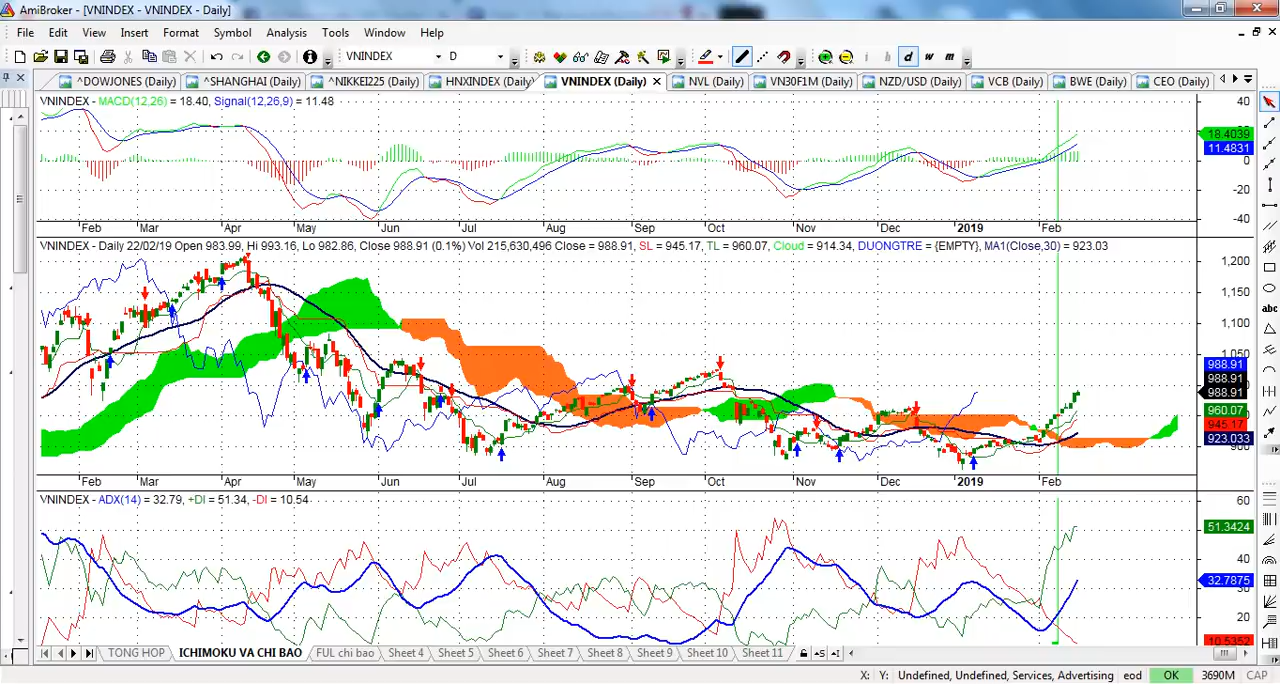 AmiBroker - [VNINDEX - VNINDEX - Daily]
File Edit View Insert Format Analysis Tools Window Help
VNINDEX D i h d w m
^DOWJONES (Daily) ^SHANGHAI (Daily) ^NIKKEI225 (Daily) HNXINDEX (Daily) VNINDEX (Daily) NVL (Daily) VN30F1M (Daily) NZD/USD (Daily) VCB (Daily) BWE (Daily) CEO (Daily)
VNINDEX - MACD(12,26) = 18.40, Signal(12,26,9) = 11.48
40
18.4039
11.4831
0
-20
-40
Feb Mar Apr May Jun Jul Aug Sep Oct Nov Dec 2019 Feb
VNINDEX - Daily 22/02/19 Open 983.99, Hi 993.16, Lo 982.86, Close 988.91 (0.1%) Vol 215,630,496 Close = 988.91, SL = 945.17, TL = 960.07, Cloud = 914.34, DUONGTRE = {EMPTY}, MA1(Close,30) = 923.03
1,200
1,150
1,100
1,050
988.91
988.91
988.91
960.07
945.17
923.033
Feb Mar Apr May Jun Jul Aug Sep Oct Nov Dec 2019 Feb
VNINDEX - ADX(14) = 32.79, +DI = 51.34, -DI = 10.54
60
51.3424
40
32.7875
20
10.5352
abc
TONG HOP ICHIMOKU VA CHI BAO FUL chi bao Sheet 4 Sheet 5 Sheet 6 Sheet 7 Sheet 8 Sheet 9 Sheet 10 Sheet 11
X: Y: Undefined, Undefined, Services, Advertising eod OK 3690M CAP